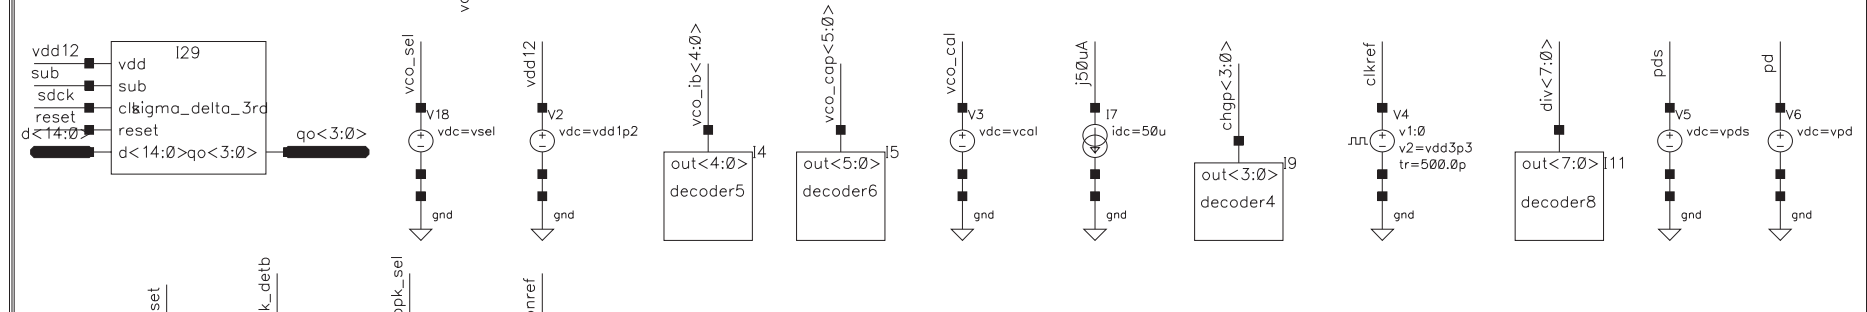 vdd12
sub
sdck
reset
d<14:0>
I29
vdd
sub
clk
sigma_delta_3rd
reset
d<14:0>
qo<3:0>
qo<3:0>
vco_sel
V18
vdc=vsel
gnd
vdd12
V2
vdc=vdd1p2
gnd
vco_ib<4:0>
out<4:0>
I4
decoder5
vco_cap<5:0>
out<5:0>
I5
decoder6
vco_cal
V3
vdc=vcal
gnd
j50uA
I7
idc=50u
gnd
chgp<3:0>
out<3:0>
I9
decoder4
clkref
V4
v1:0
v2=vdd3p3
tr=500.0p
gnd
div<7:0>
out<7:0>
I11
decoder8
pds
V5
vdc=vpds
gnd
pd
V6
vdc=vpd
gnd
set
k_detb
ppk_sel
nref